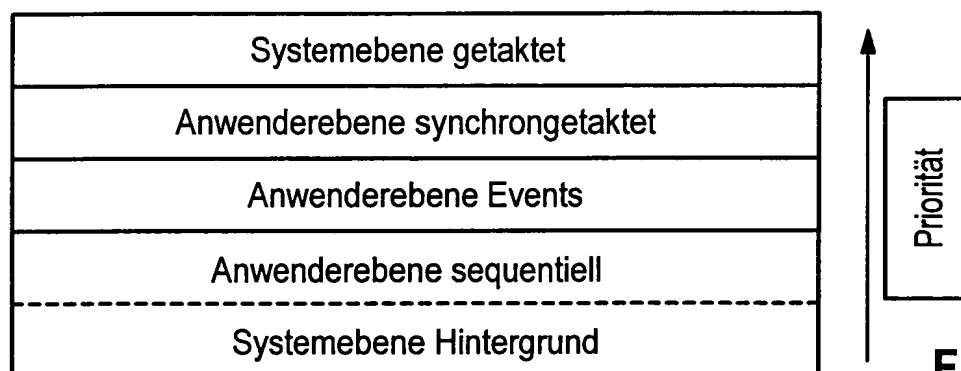 Systemebene getaktet
Anwenderebene synchrongetaktet
Anwenderebene Events
Anwenderebene sequentiell
Systemebene Hintergrund
Priorität